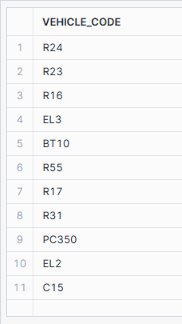 VEHICLE_CODE
1 R24
2 R23
3 R16
4 EL3
5 BT10
6 R55
7 R17
8 R31
9 PC350
10 EL2
11 C15